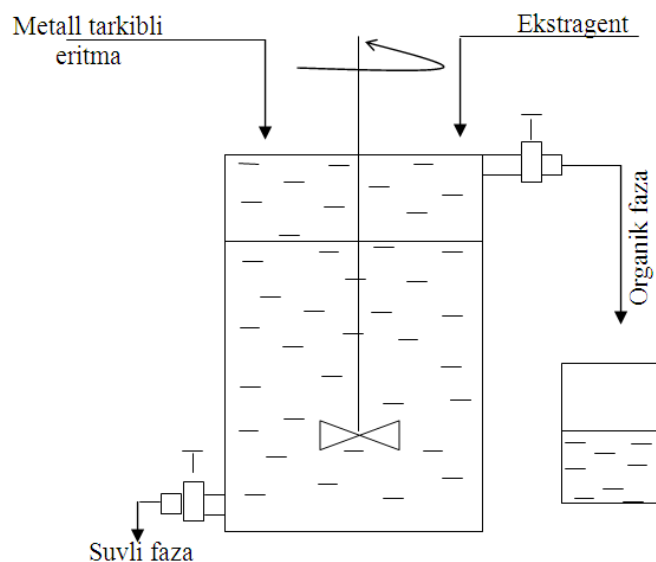 Metall tarkibli
eritma
Ekstragent
Organik faza
Suvli faza